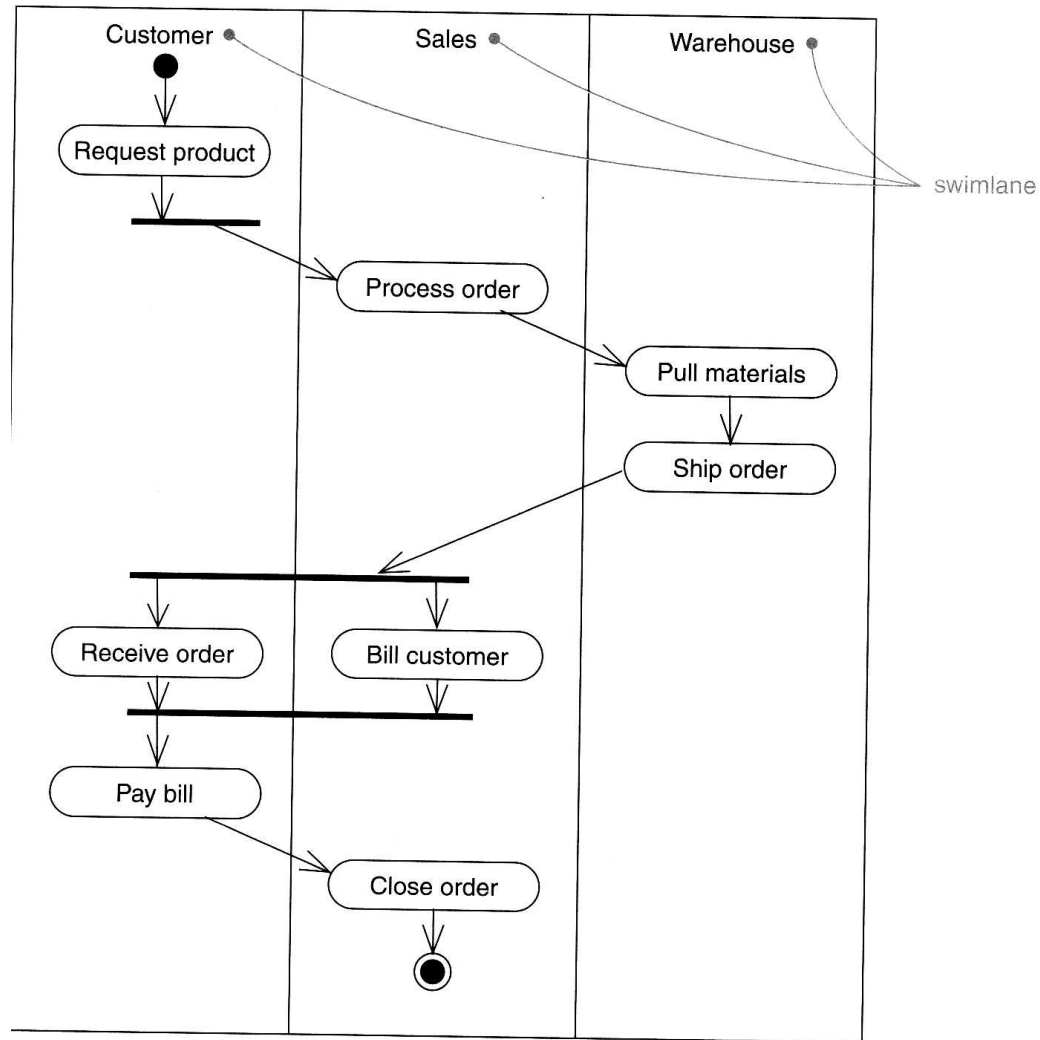 Customer
Sales
Warehouse
Request product
swimlane
Process order
Pull materials
Ship order
Receive order
Bill customer
Pay bill
Close order